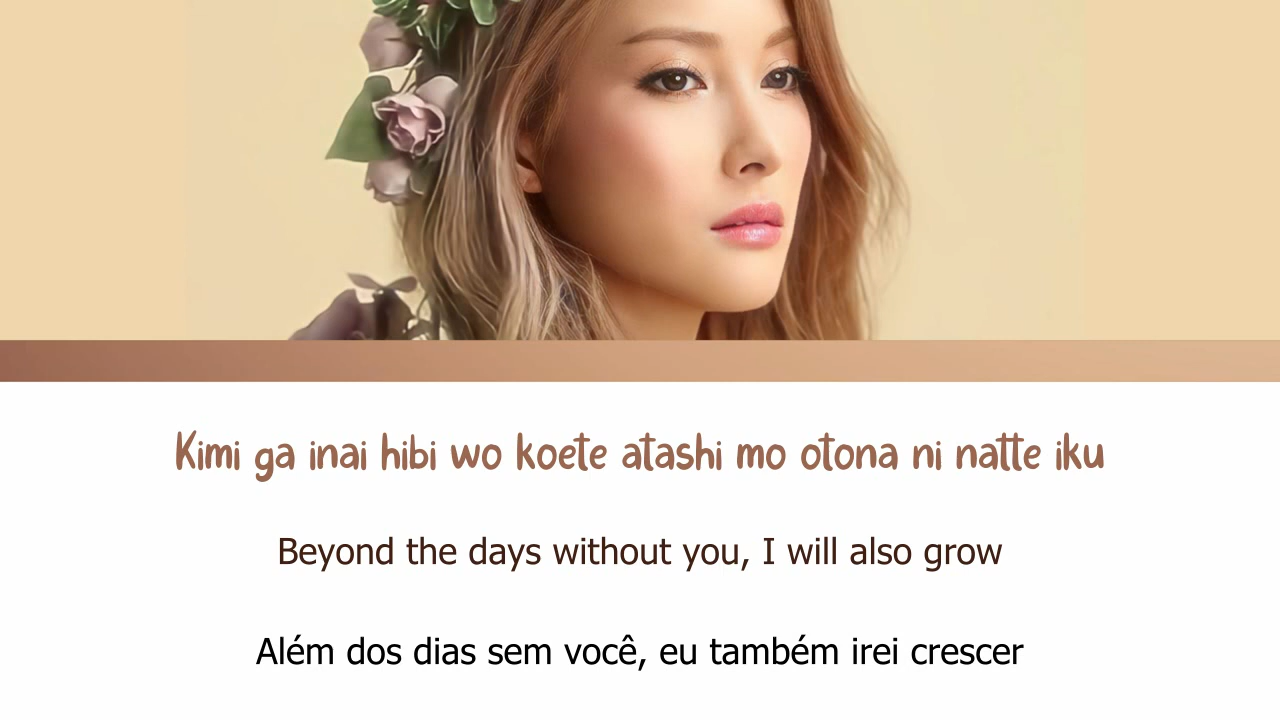 Kimi ga inai hibi wo koete atashi mo otona ni natte iku
Beyond the days without you, I will also grow
Além dos dias sem você, eu também irei crescer